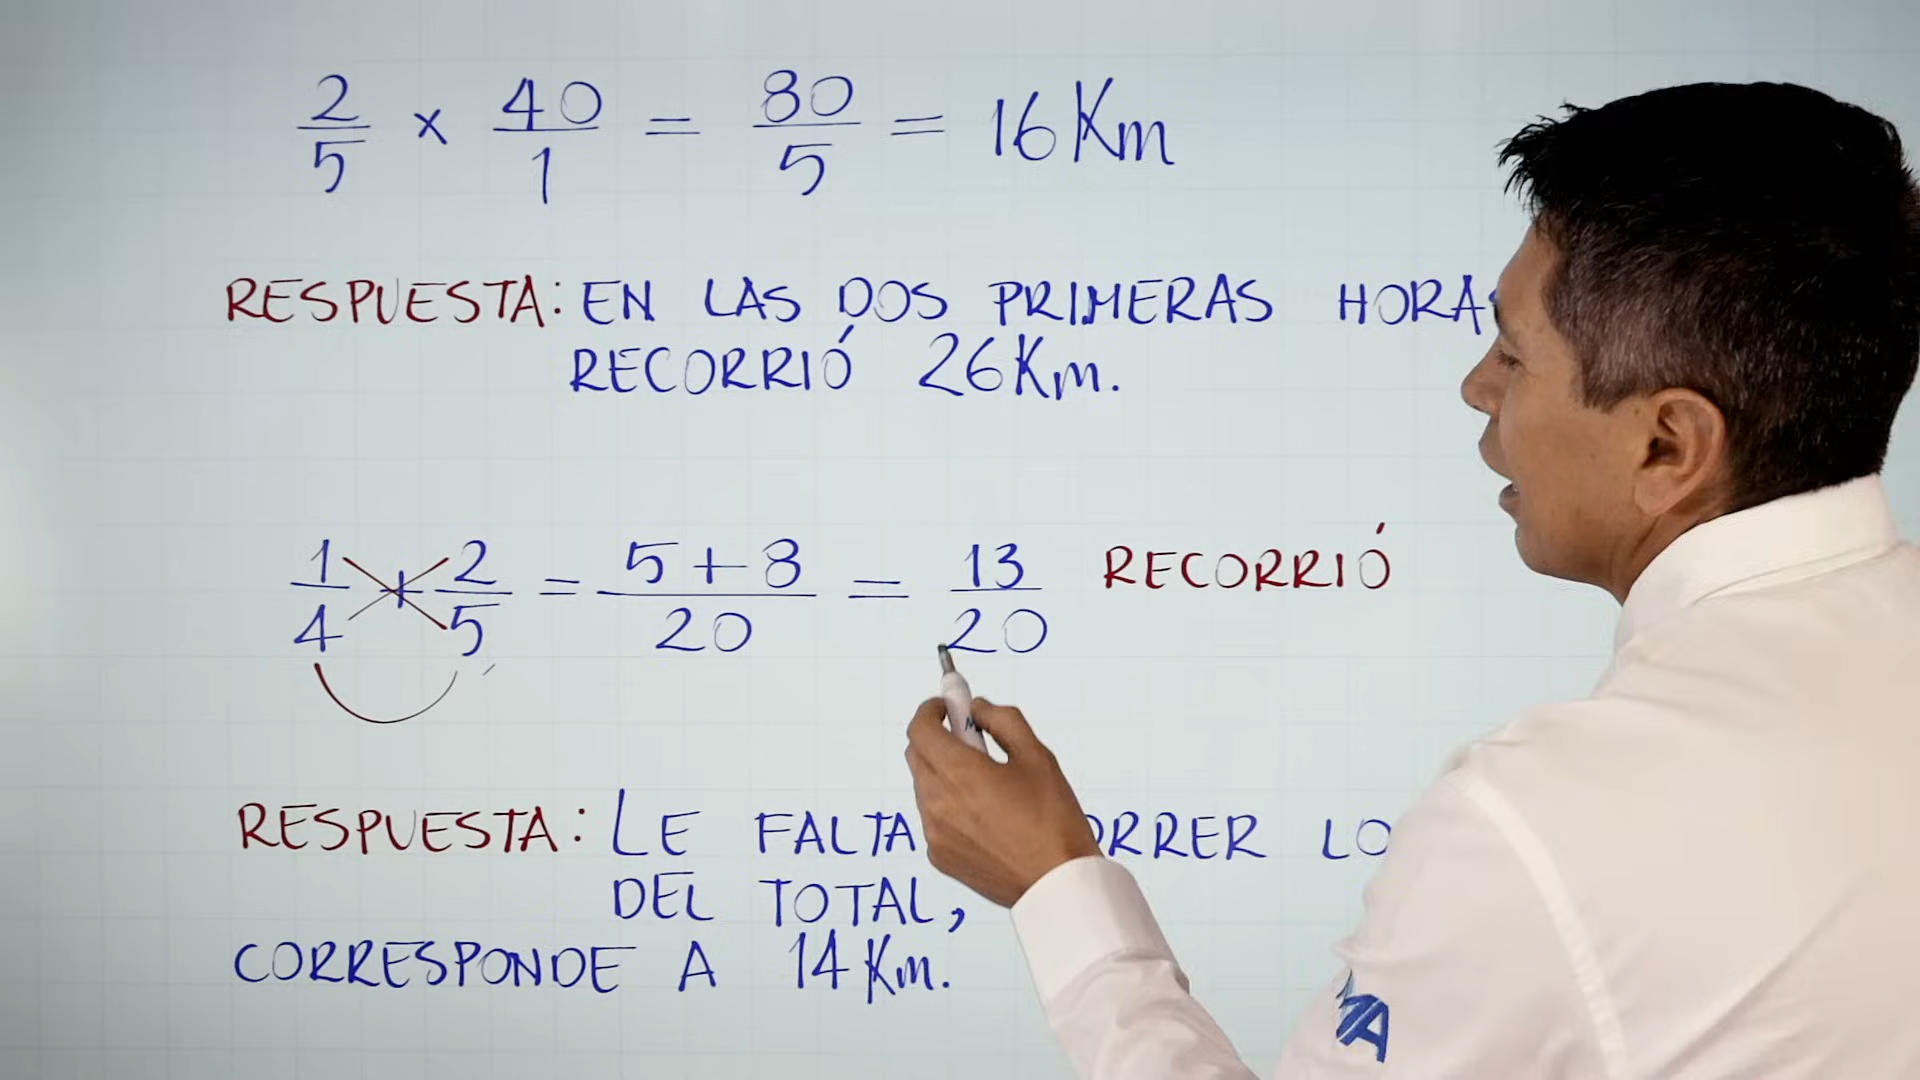 2/5 x 40/1 = 80/5 = 16 Km
RESPUESTA: EN LAS DOS PRIMERAS HORAS
RECORRIÓ 26 Km.
1/4 + 2/5 = 5+8/20 = 13/20 RECORRIÓ
RESPUESTA: LE FALTA LO
DEL TOTAL,
CORRESPONDE A 14 Km.
MA